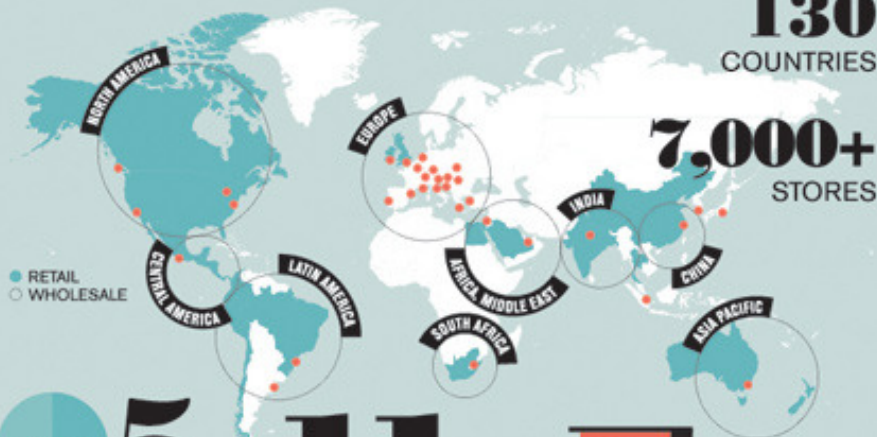 130
COUNTRIES
7,000+
STORES
NORTH AMERICA
EUROPE
INDIA
CHINA
AFRICA, MIDDLE EAST
CENTRAL AMERICA
LATIN AMERICA
SOUTH AFRICA
ASIA PACIFIC
RETAIL
WHOLESALE